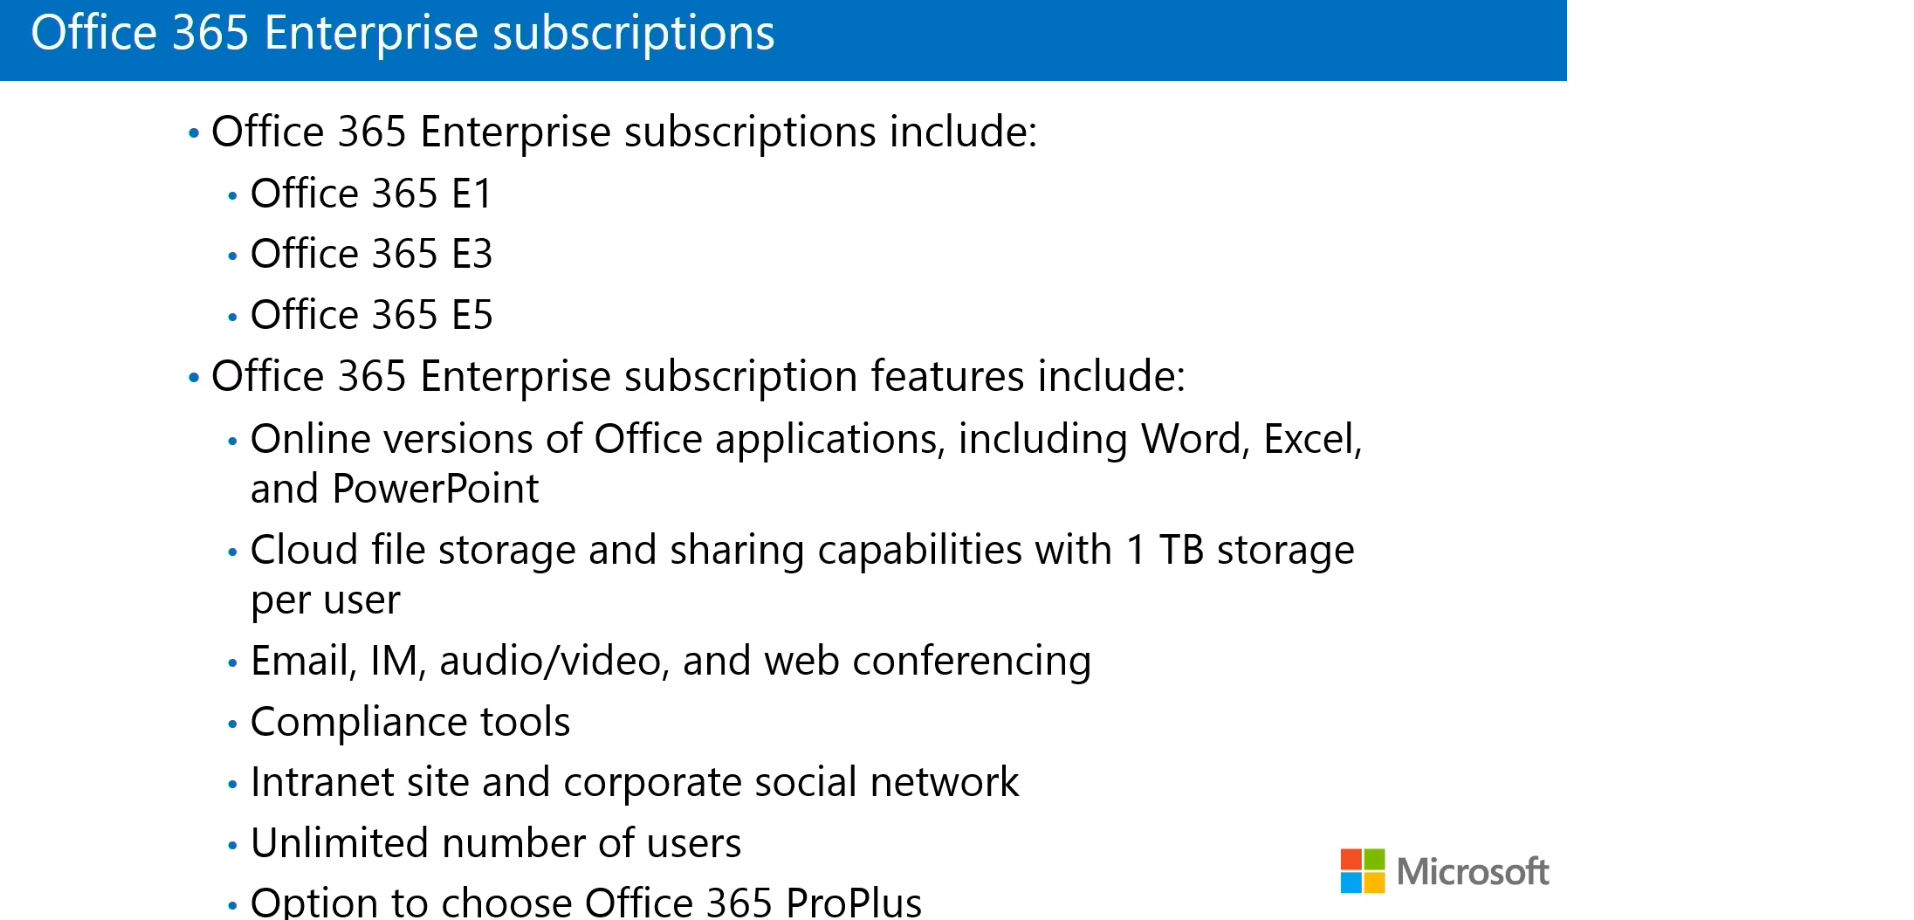 Office 365 Enterprise subscriptions
• Office 365 Enterprise subscriptions include:
• Office 365 E1
• Office 365 E3
• Office 365 E5
• Office 365 Enterprise subscription features include:
• Online versions of Office applications, including Word, Excel,
and PowerPoint
• Cloud file storage and sharing capabilities with 1 TB storage
per user
• Email, IM, audio/video, and web conferencing
• Compliance tools
• Intranet site and corporate social network
• Unlimited number of users
• Option to choose Office 365 ProPlus
Microsoft